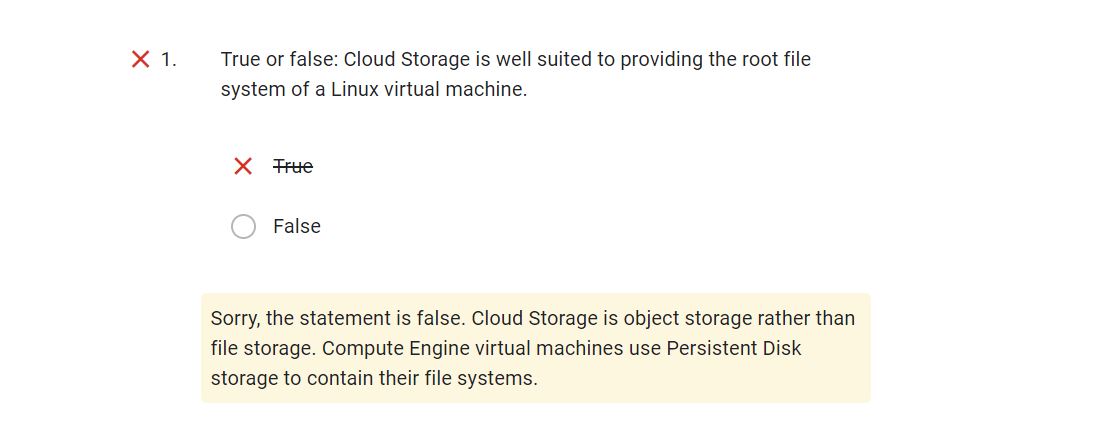 1. True or false: Cloud Storage is well suited to providing the root file
system of a Linux virtual machine.
True
False
Sorry, the statement is false. Cloud Storage is object storage rather than
file storage. Compute Engine virtual machines use Persistent Disk
storage to contain their file systems.